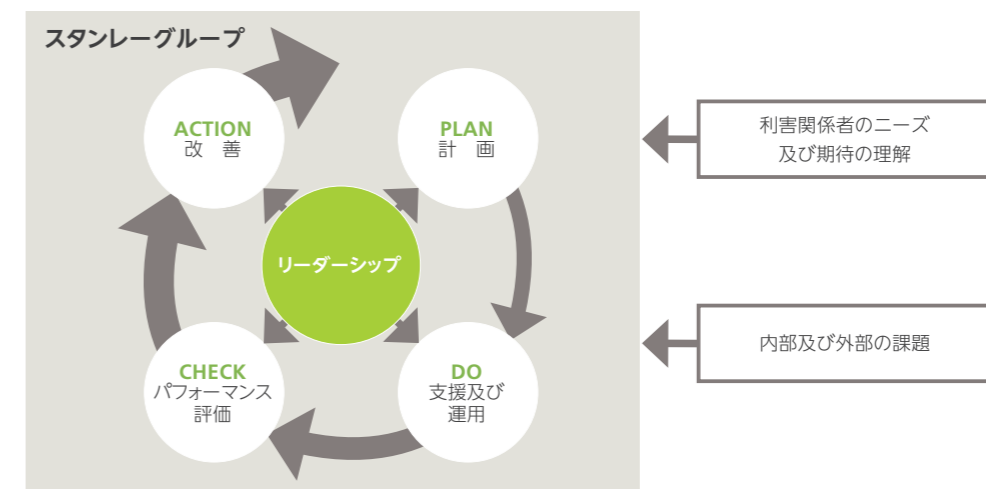 スタンレーグループ
ACTION
改 善
PLAN
計 画
利害関係者のニーズ
及び期待の理解
リーダーシップ
CHECK
パフォーマンス
評価
DO
支援及び
運用
内部及び外部の課題